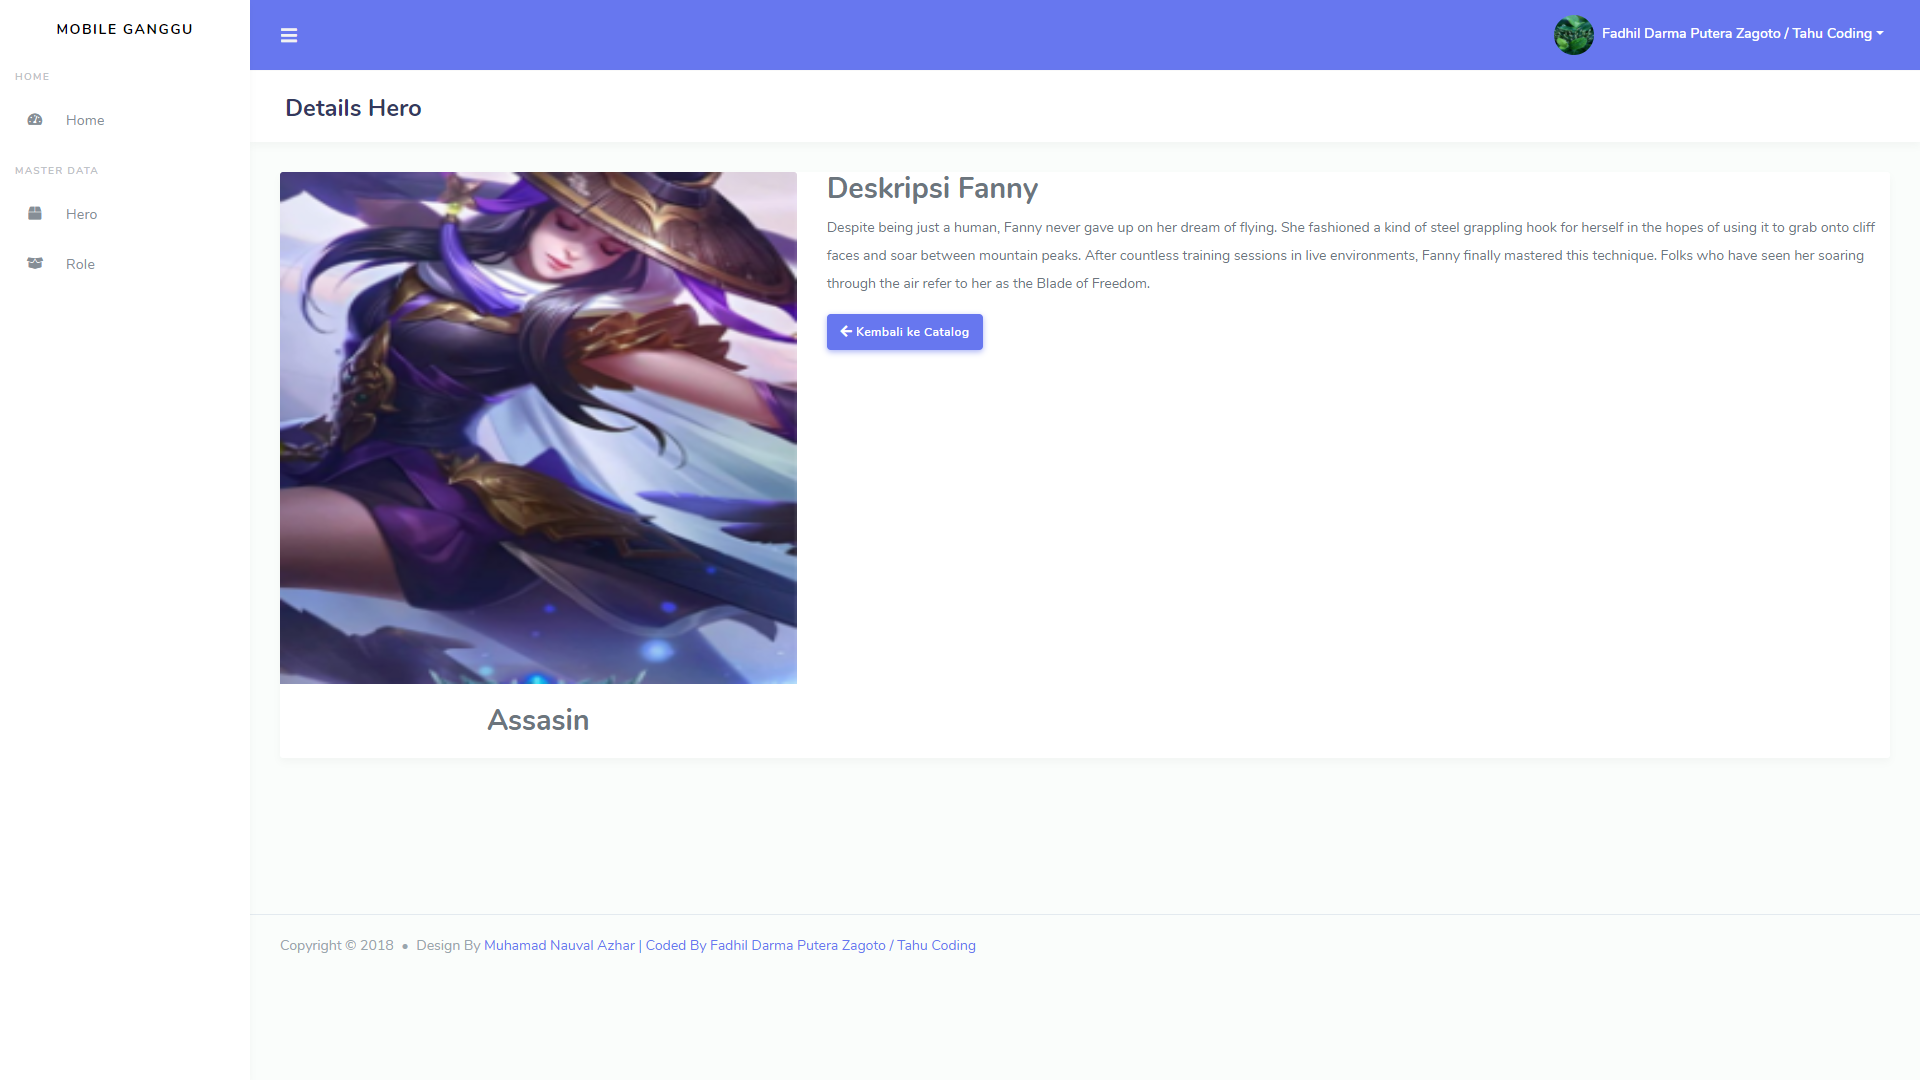 MOBILE GANGGU
HOME
Home
MASTER DATA
Hero
Role
Fadhil Darma Putera Zagoto / Tahu Coding
Details Hero
Deskripsi Fanny
Despite being just a human, Fanny never gave up on her dream of flying. She fashioned a kind of steel grappling hook for herself in the hopes of using it to grab onto cliff
faces and soar between mountain peaks. After countless training sessions in live environments, Fanny finally mastered this technique. Folks who have seen her soaring
through the air refer to her as the Blade of Freedom.
Kembali ke Catalog
Assasin
Copyright © 2018 • Design By Muhamad Nauval Azhar | Coded By Fadhil Darma Putera Zagoto / Tahu Coding